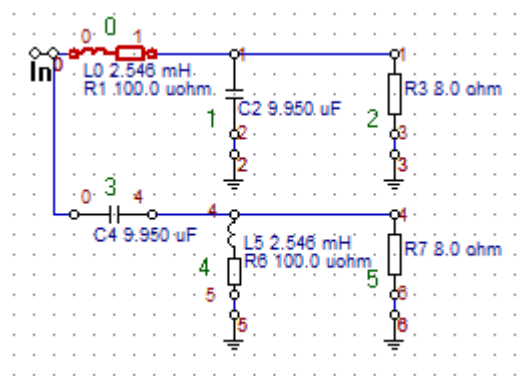 0
0 1 1 1
In 0
L0 2.546 mH
R1 100.0 uohm
C2 9.950 uF
R3 8.0 ohm
1 2
2 3
2 3
3
0 4 4 4
C4 9.950 uF
L5 2.546 mH
R6 100.0 uohm
R7 8.0 ohm
4 5
5 6
5 6